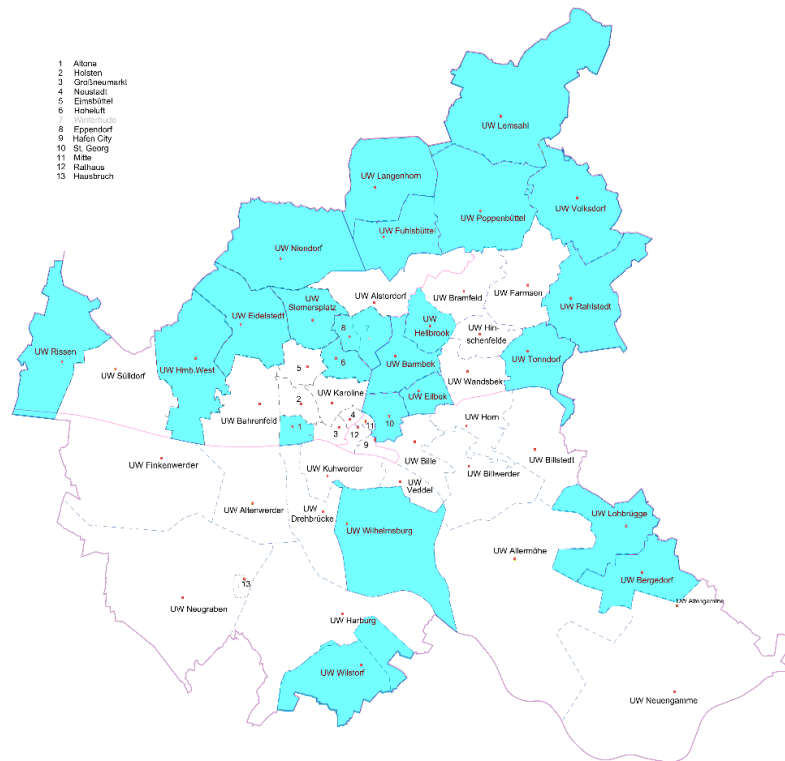 1 Altona
2 Holsten
3 Großneumarkt
4 Neustadt
5 Eimsbüttel
6 Hoheluft
7 Winterhude
8 Eppendorf
9 Hafen City
10 St. Georg
11 Mitte
12 Rathaus
13 Hausbruch
UW Lemsahl
UW Langenhorn
UW Volksdorf
UW Poppenbüttel
UW Fuhlsbüttel
UW Niendorf
UW Farmsen
UW Alsterdorf
UW Bramfeld
UW Rahlstedt
UW
Siemersplatz
UW Eidelstedt
8
7
UW
Hellbrook
UW Hin-
schenfelde
UW Rissen
UW Tonndorf
UW Hmb.West
6
UW Barmbek
UW Sülldorf
5
UW Wandsbek
UW Eilbek
UW Karoline
2
UW Bahrenfeld
4
10
UW Horn
1
3
12
11
9
UW Bille
UW Billstedt
UW Finkenwerder
UW Kuhwerder
UW Billwerder
UW
Veddel
UW Altenwerder
UW
Drehbrücke
UW Lohbrügge
UW Wilhelmsburg
UW Allermöhe
UW Bergedorf
13
UW Altengamme
UW Neugraben
UW Harburg
UW Wilstorf
UW Neuengamme